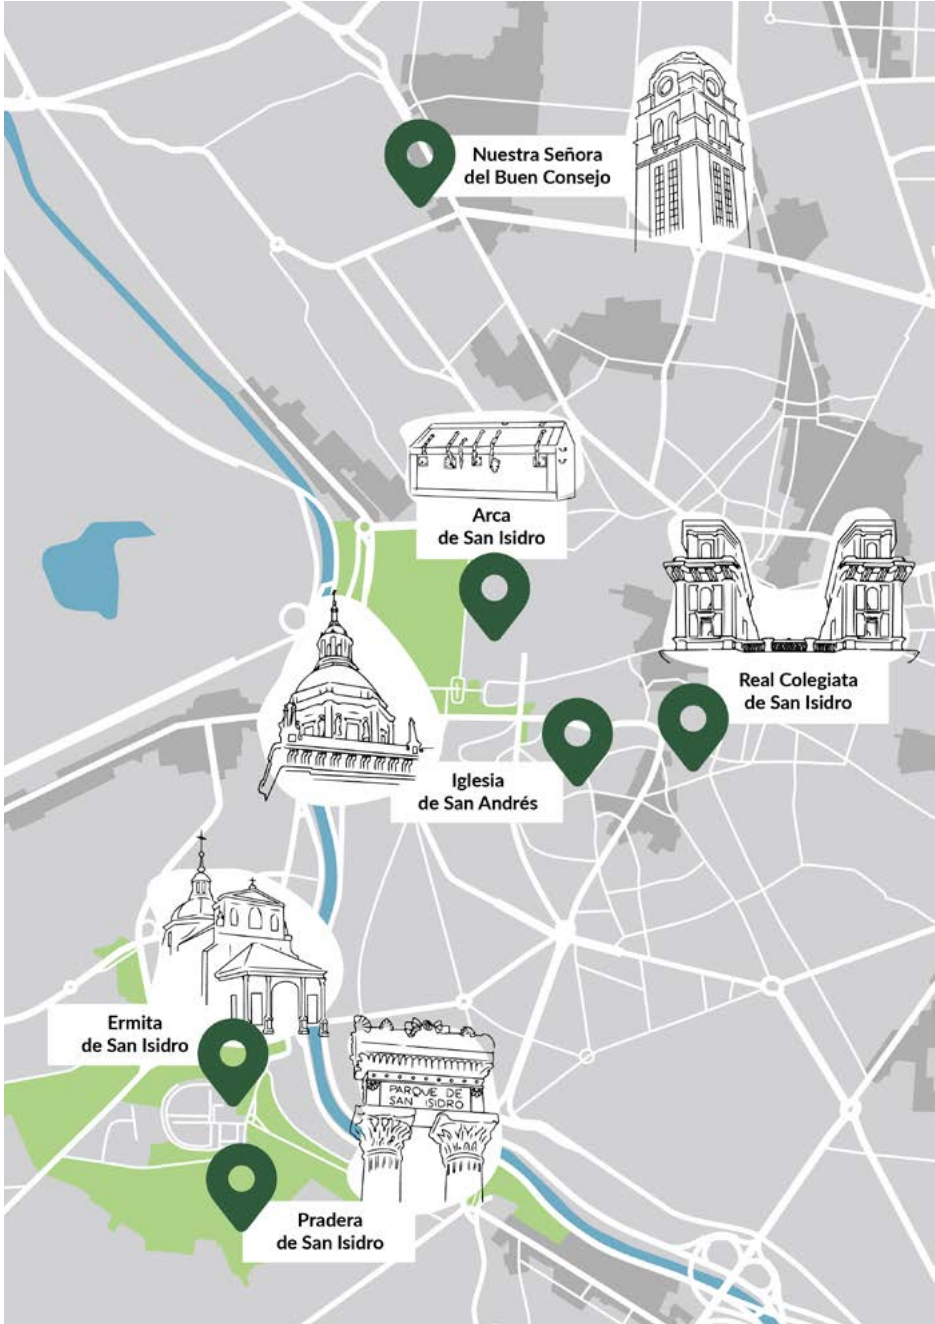 Nuestra Señora
del Buen Consejo
Arca
de San Isidro
Real Colegiata
de San Isidro
Iglesia
de San Andrés
Ermita
de San Isidro
PARQUE DE
SAN ISIDRO
Pradera
de San Isidro